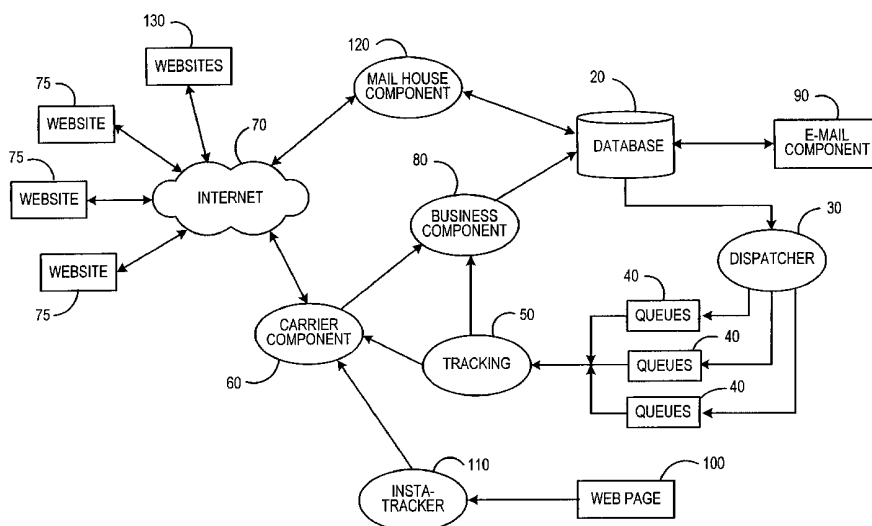 130
WEBSITES
120
MAIL HOUSE
COMPONENT
75
WEBSITE
70
20
DATABASE
90
E-MAIL
COMPONENT
75
WEBSITE
INTERNET
80
BUSINESS
COMPONENT
30
DISPATCHER
WEBSITE
75
CARRIER
COMPONENT
60
50
TRACKING
40
QUEUES
40
QUEUES
40
QUEUES
110
INSTA-
TRACKER
100
WEB PAGE